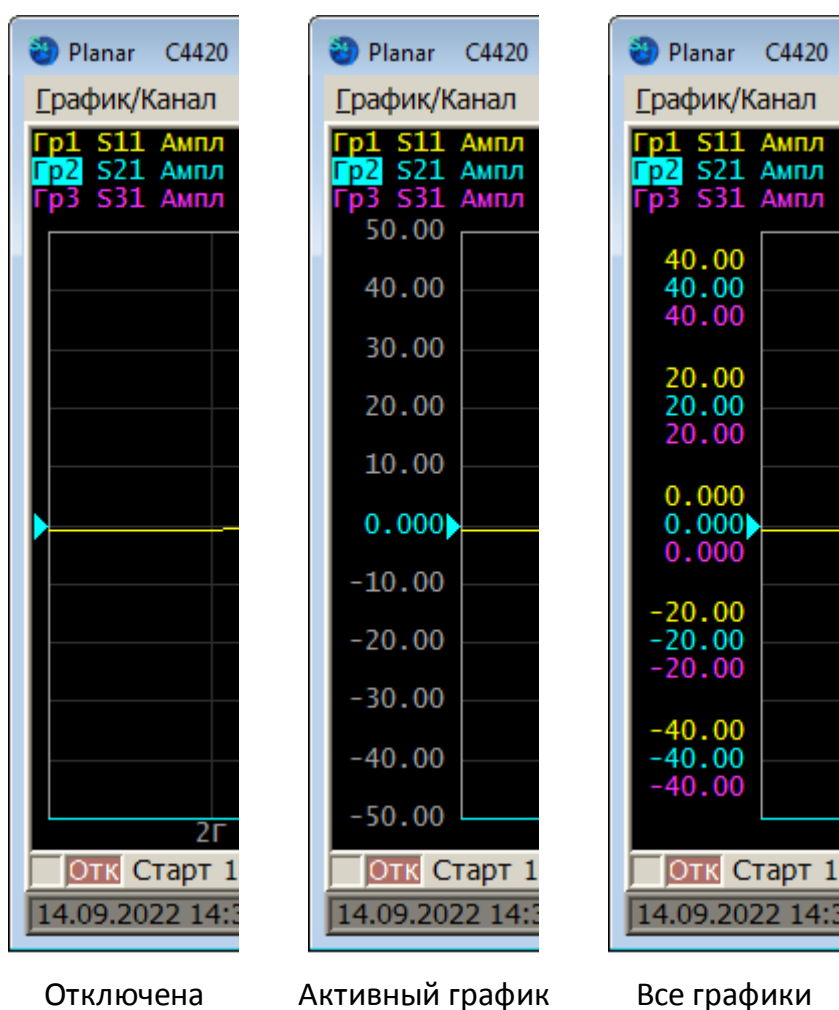 Planar C4420
График/Канал
Гр1 S11 Ампл
Гр2 S21 Ампл
Гр3 S31 Ампл
2Г
Отк Старт 1
14.09.2022 14:3
Отключена
Planar C4420
График/Канал
Гр1 S11 Ампл
Гр2 S21 Ампл
Гр3 S31 Ампл
50.00
40.00
30.00
20.00
10.00
0.000
-10.00
-20.00
-30.00
-40.00
-50.00
Отк Старт 1
14.09.2022 14:3
Активный график
Planar C4420
График/Канал
Гр1 S11 Ампл
Гр2 S21 Ампл
Гр3 S31 Ампл
40.00
40.00
40.00
20.00
20.00
20.00
0.000
0.000
0.000
-20.00
-20.00
-20.00
-40.00
-40.00
-40.00
Отк Старт 1
14.09.2022 14:3
Все графики